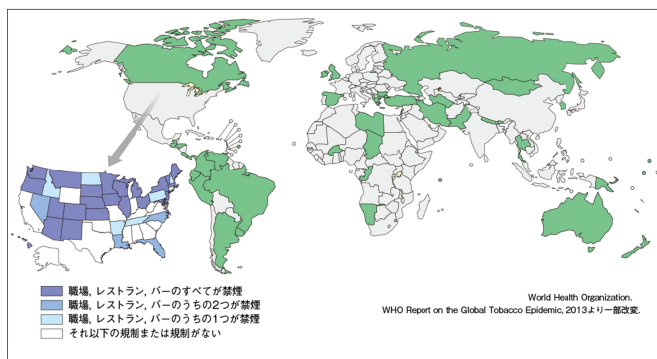 職場，レストラン，バーのすべてが禁煙
職場，レストラン，バーのうちの2つが禁煙
職場，レストラン，バーのうちの1つが禁煙
それ以下の規制または規制がない
World Health Organization.
WHO Report on the Global Tobacco Epidemic, 2013より一部改変.